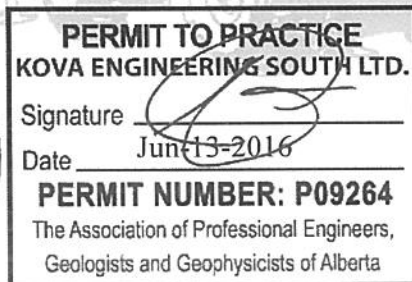 PERMIT TO PRACTICE
KOVA ENGINEERING SOUTH LTD.
Signature
Date Jun-13-2016
PERMIT NUMBER: P09264
The Association of Professional Engineers,
Geologists and Geophysicists of Alberta